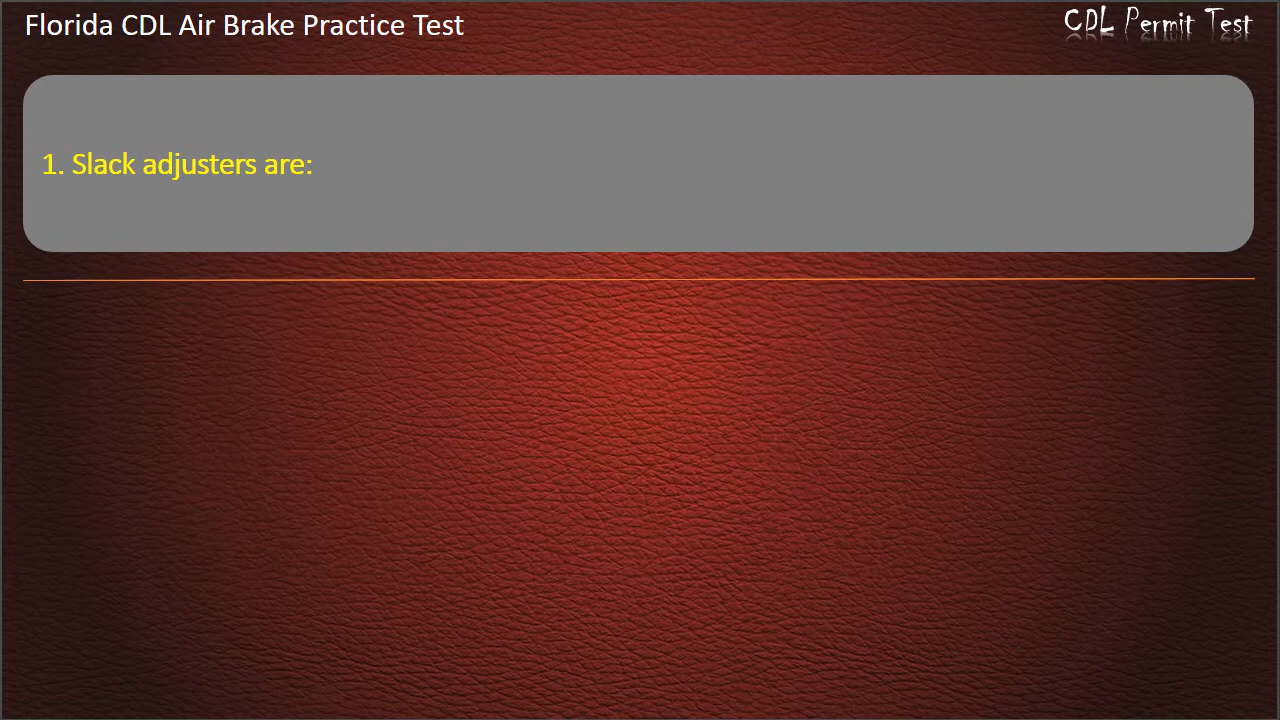 Florida CDL Air Brake Practice Test
CDL Permit Test
1. Slack adjusters are: